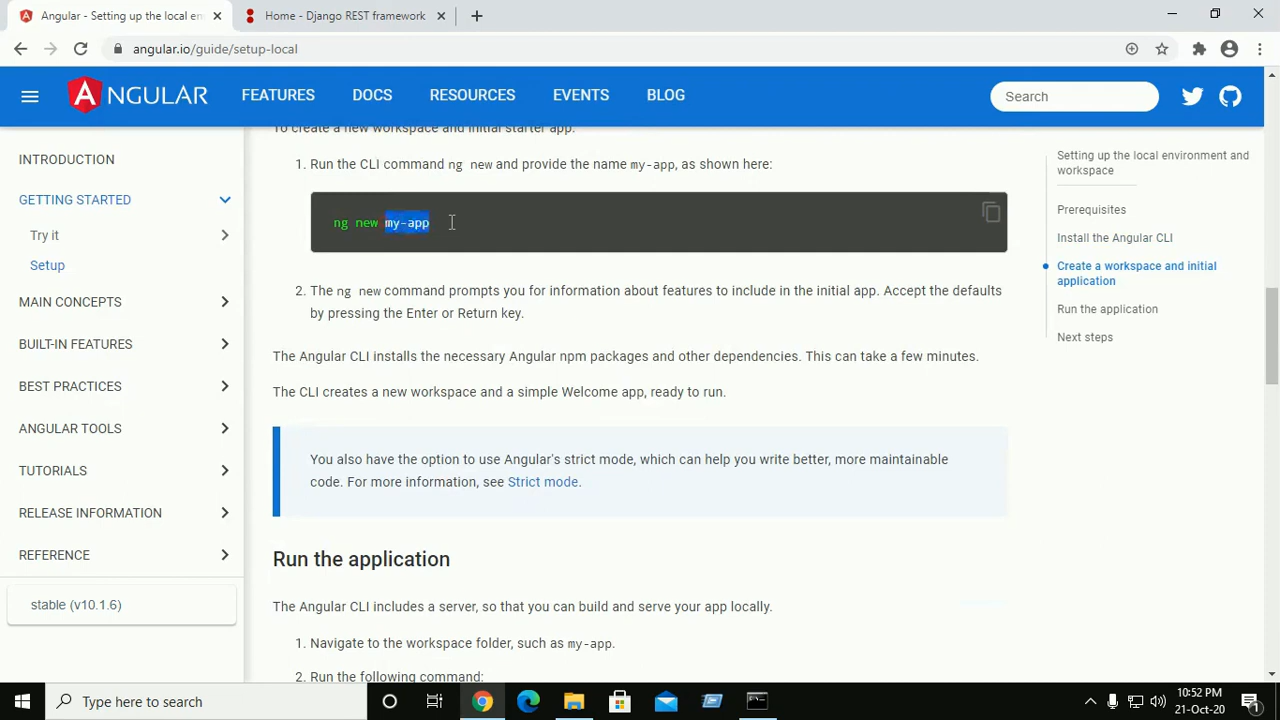 Angular - Setting up the local en
Home - Django REST framework
angular.io/guide/setup-local
ANGULAR
FEATURES
DOCS
RESOURCES
EVENTS
BLOG
Search
INTRODUCTION
GETTING STARTED
Try it
Setup
MAIN CONCEPTS
BUILT-IN FEATURES
BEST PRACTICES
ANGULAR TOOLS
TUTORIALS
RELEASE INFORMATION
REFERENCE
stable (v10.1.6)
To create a new workspace and initial starter app:
1. Run the CLI command ng new and provide the name my-app, as shown here:
ng new my-app
2. The ng new command prompts you for information about features to include in the initial app. Accept the defaults
by pressing the Enter or Return key.
The Angular CLI installs the necessary Angular npm packages and other dependencies. This can take a few minutes.
The CLI creates a new workspace and a simple Welcome app, ready to run.
You also have the option to use Angular's strict mode, which can help you write better, more maintainable
code. For more information, see Strict mode.
Run the application
The Angular CLI includes a server, so that you can build and serve your app locally.
1. Navigate to the workspace folder, such as my-app.
2. Run the following command:
Setting up the local environment and
workspace
Prerequisites
Install the Angular CLI
Create a workspace and initial
application
Run the application
Next steps
Type here to search
10:52 PM
21-Oct-20
1